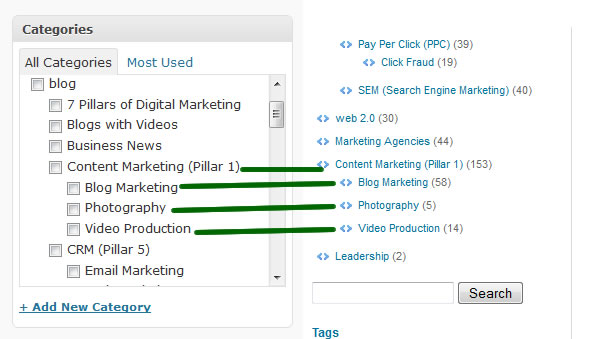 Categories
All Categories
Most Used
blog
7 Pillars of Digital Marketing
Blogs with Videos
Business News
Content Marketing (Pillar 1)
Blog Marketing
Photography
Video Production
CRM (Pillar 5)
Email Marketing
+ Add New Category
Pay Per Click (PPC) (39)
Click Fraud (19)
SEM (Search Engine Marketing) (40)
web 2.0 (30)
Marketing Agencies (44)
Content Marketing (Pillar 1) (153)
Blog Marketing (58)
Photography (5)
Video Production (14)
Leadership (2)
Search
Tags